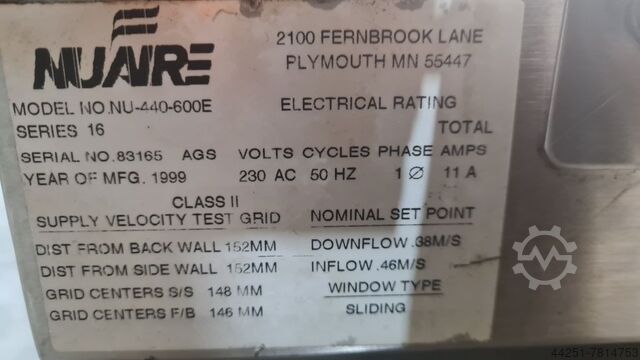 NUAIRE
2100 FERNBROOK LANE
PLYMOUTH MN 55447
MODEL NO.NU-440-600E ELECTRICAL RATING
SERIES 16 TOTAL
SERIAL NO.83165 AGS VOLTS CYCLES PHASE AMPS
YEAR OF MFG. 1999 230 AC 50 HZ 1 Ø 11 A
CLASS II
SUPPLY VELOCITY TEST GRID NOMINAL SET POINT
DIST FROM BACK WALL 152MM DOWNFLOW .38M/S
DIST FROM SIDE WALL 152MM INFLOW .46M/S
GRID CENTERS S/S 148 MM WINDOW TYPE
GRID CENTERS F/B 146 MM SLIDING